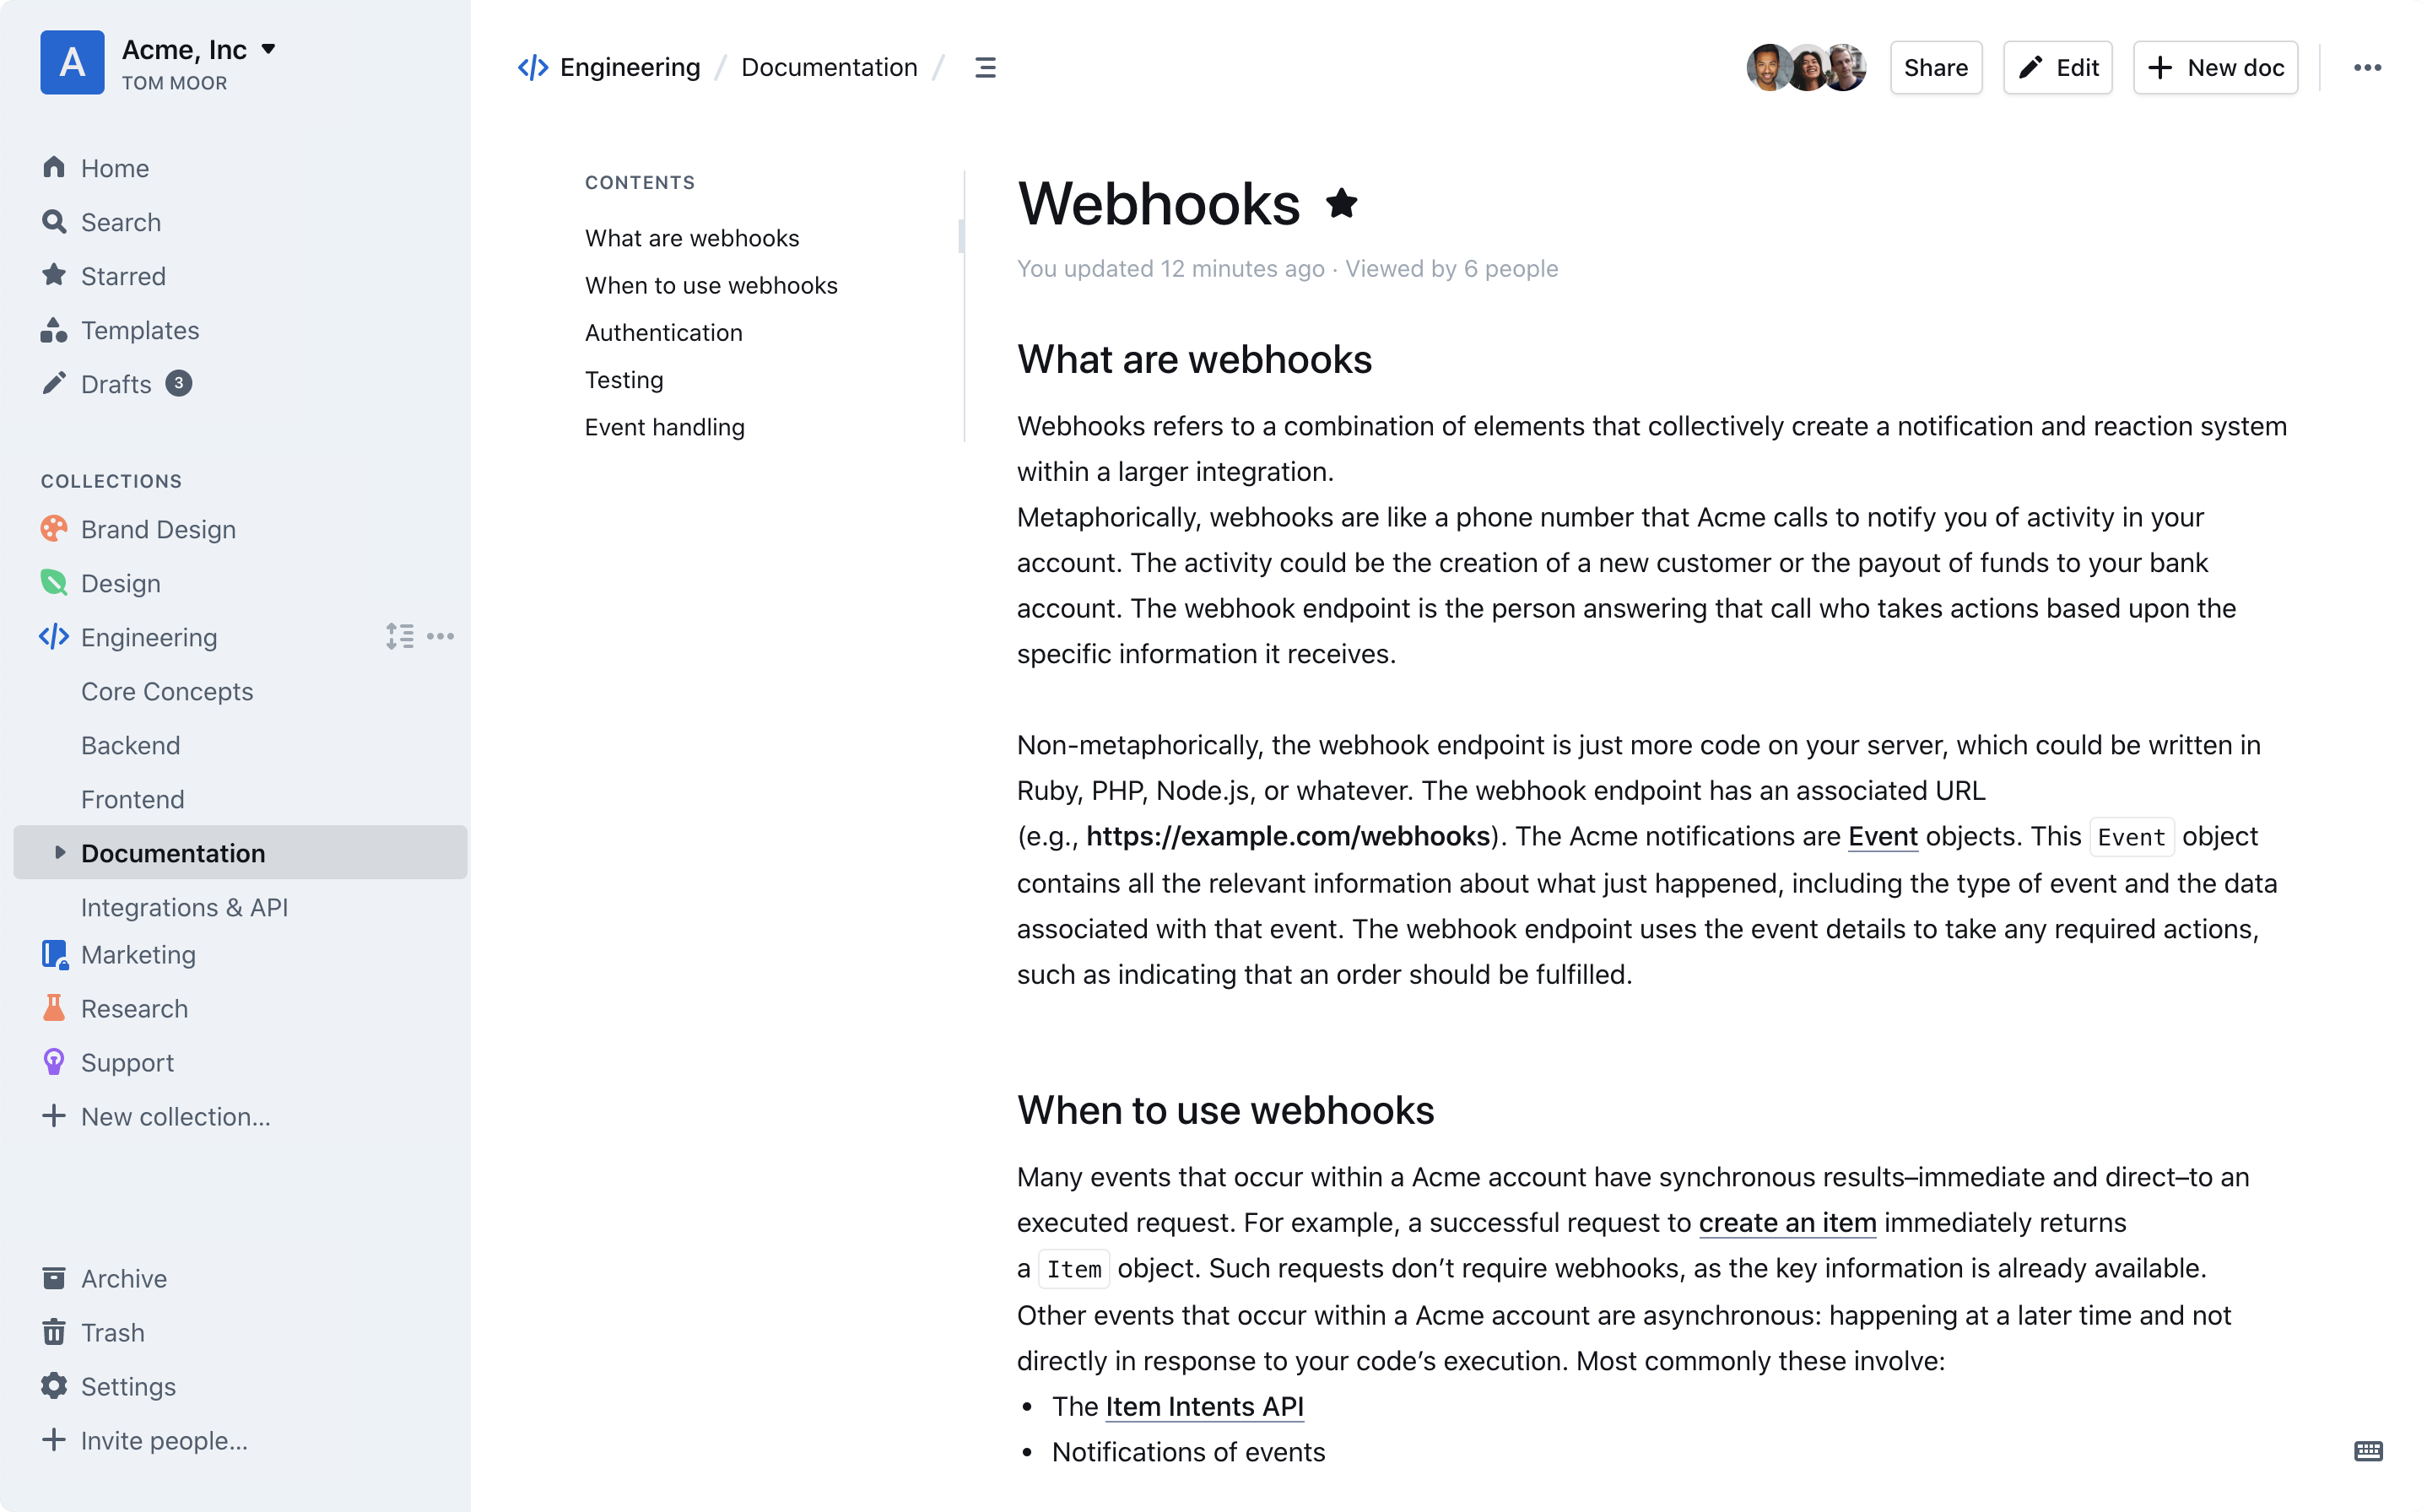 A
Acme, Inc
TOM MOOR
Home
Search
Starred
Templates
Drafts 3
COLLECTIONS
Brand Design
Design
Engineering
Core Concepts
Backend
Frontend
Documentation
Integrations & API
Marketing
Research
Support
New collection...
Archive
Trash
Settings
Invite people...
Engineering / Documentation /
Share
Edit
New doc
CONTENTS
What are webhooks
When to use webhooks
Authentication
Testing
Event handling
Webhooks
You updated 12 minutes ago · Viewed by 6 people
What are webhooks
Webhooks refers to a combination of elements that collectively create a notification and reaction system
within a larger integration.
Metaphorically, webhooks are like a phone number that Acme calls to notify you of activity in your
account. The activity could be the creation of a new customer or the payout of funds to your bank
account. The webhook endpoint is the person answering that call who takes actions based upon the
specific information it receives.
Non-metaphorically, the webhook endpoint is just more code on your server, which could be written in
Ruby, PHP, Node.js, or whatever. The webhook endpoint has an associated URL
(e.g., https://example.com/webhooks). The Acme notifications are Event objects. This Event object
contains all the relevant information about what just happened, including the type of event and the data
associated with that event. The webhook endpoint uses the event details to take any required actions,
such as indicating that an order should be fulfilled.
When to use webhooks
Many events that occur within a Acme account have synchronous results–immediate and direct–to an
executed request. For example, a successful request to create an item immediately returns
a Item object. Such requests don’t require webhooks, as the key information is already available.
Other events that occur within a Acme account are asynchronous: happening at a later time and not
directly in response to your code’s execution. Most commonly these involve:
• The Item Intents API
• Notifications of events